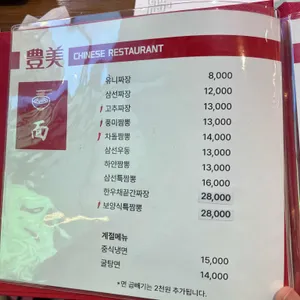 豊美 CHINESE RESTAURANT
面
유니짜장 8,000
삼선짜장 12,000
고추짜장 13,000
풍미짬뽕 13,000
차돌짬뽕 14,000
삼선우동 13,000
하얀짬뽕 13,000
삼선특짬뽕 16,000
한우채끝간짜장 28,000
보양식특짬뽕 28,000
계절메뉴
중식냉면 15,000
굴탕면 14,000
*면 곱빼기는 2천원 추가됩니다.